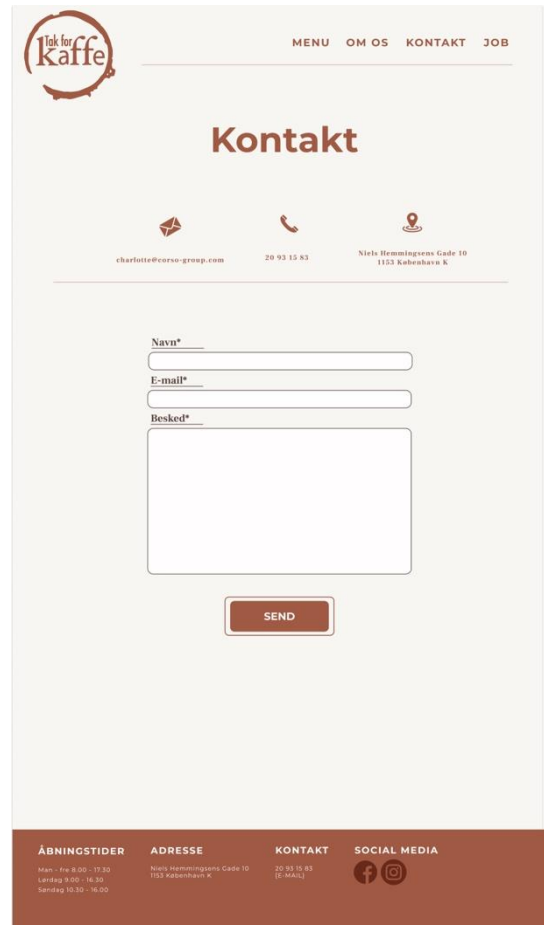 Tak for
Kaffe
MENU OM OS KONTAKT JOB
Kontakt
charlotte@corso-group.com
20 93 15 83
Niels Hemmingsens Gade 10
1153 København K
Navn*
E-mail*
Besked*
SEND
ÅBNINGSTIDER
Man - fre 8.00 - 17.30
Lørdag 9.00 - 16.30
Søndag 10.30 - 16.00
ADRESSE
Niels Hemmingsens Gade 10
1153 København K
KONTAKT
20 93 15 83
(E-MAIL)
SOCIAL MEDIA